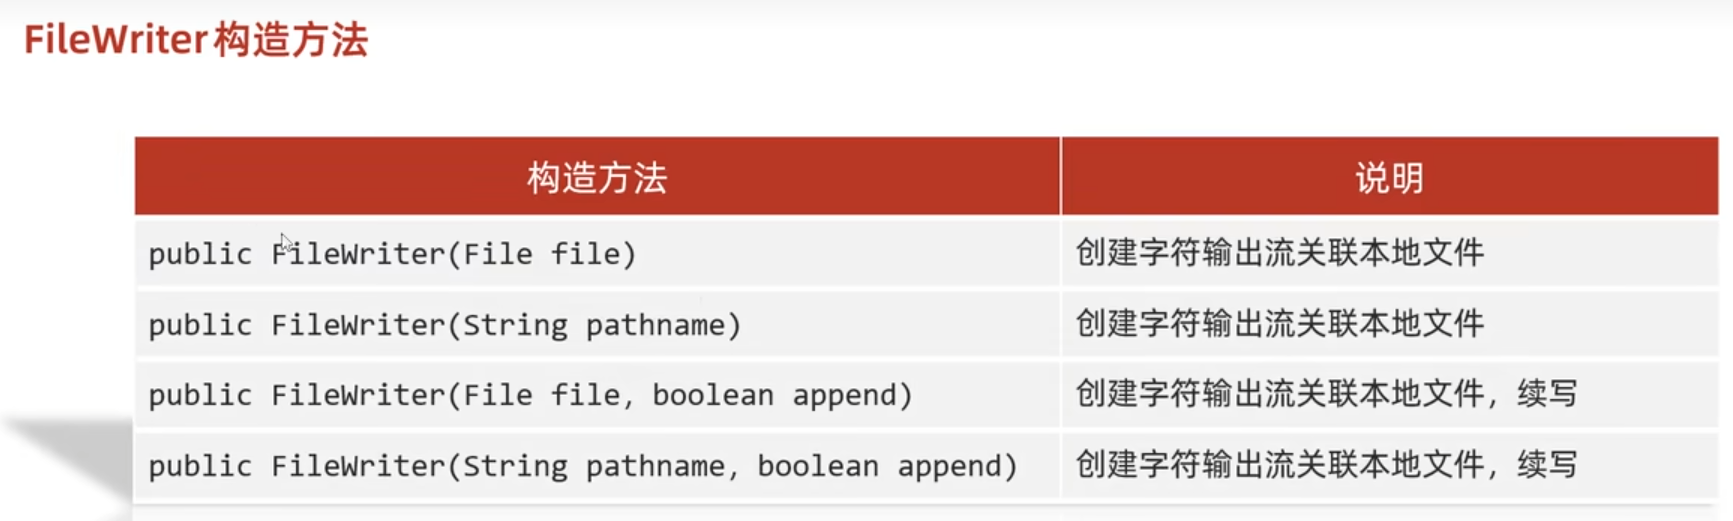 FileWriter构造方法
构造方法 说明
public FileWriter(File file) 创建字符输出流关联本地文件
public FileWriter(String pathname) 创建字符输出流关联本地文件
public FileWriter(File file, boolean append) 创建字符输出流关联本地文件，续写
public FileWriter(String pathname, boolean append) 创建字符输出流关联本地文件，续写